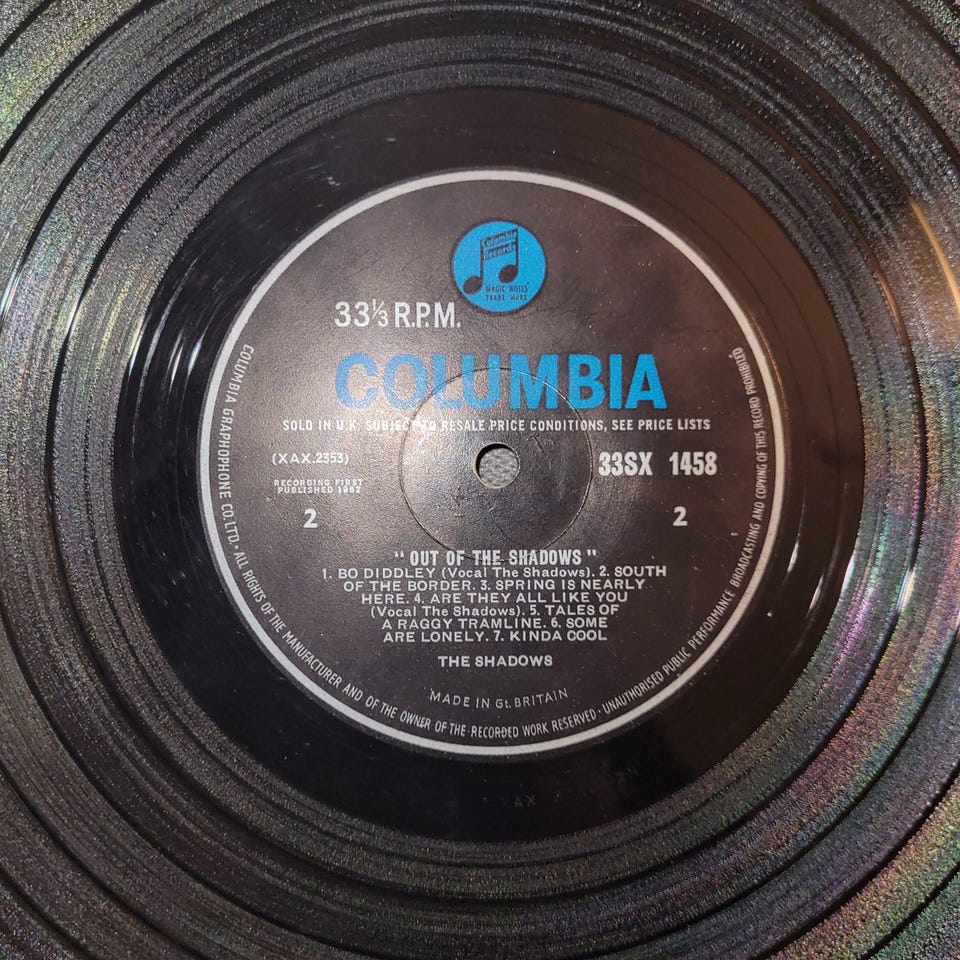 Columbia
Records
MAGIC NOTES
TRADE MARK
33⅓ R.P.M.
COLUMBIA
SOLD IN U.K. SUBJECT TO RESALE PRICE CONDITIONS, SEE PRICE LISTS
(XAX.2353)
33SX 1458
RECORDING FIRST
PUBLISHED 1962
2
2
“ OUT OF THE SHADOWS ”
1. BO DIDDLEY (Vocal The Shadows). 2. SOUTH
OF THE BORDER. 3. SPRING IS NEARLY
HERE. 4. ARE THEY ALL LIKE YOU
(Vocal The Shadows). 5. TALES OF
A RAGGY TRAMLINE. 6. SOME
ARE LONELY. 7. KINDA COOL
THE SHADOWS
MADE IN Gt. BRITAIN
COLUMBIA GRAPHOPHONE CO. LTD. · ALL RIGHTS OF THE MANUFACTURER AND OF THE OWNER OF THE RECORDED WORK RESERVED · UNAUTHORISED PUBLIC PERFORMANCE BROADCASTING AND COPYING OF THIS RECORD PROHIBITED
AX